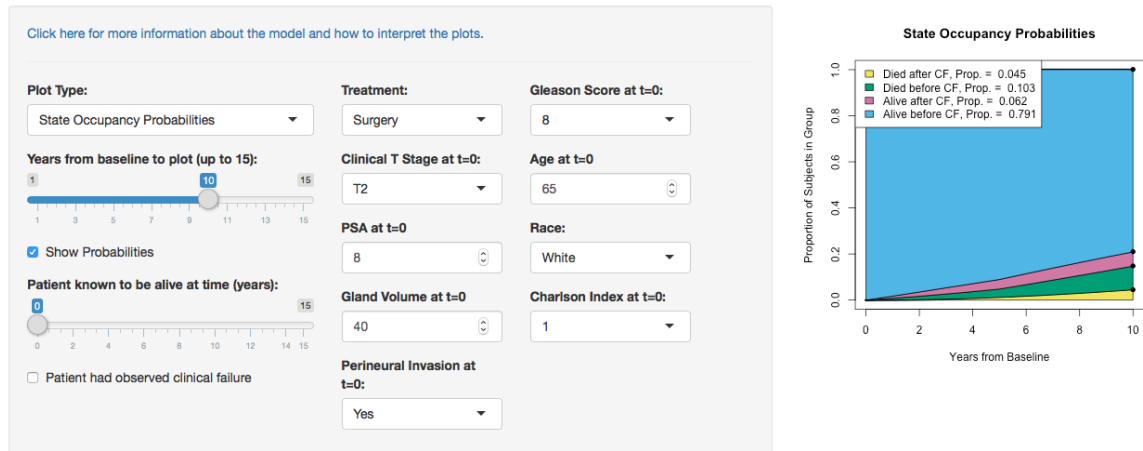 Click here for more information about the model and how to interpret the plots.
Plot Type:
State Occupancy Probabilities
Years from baseline to plot (up to 15):
1 10 15
1 3 5 7 9 11 13 15
Show Probabilities
Patient known to be alive at time (years):
0 15
0 2 4 6 8 10 12 14 15
Patient had observed clinical failure
Treatment:
Surgery
Clinical T Stage at t=0:
T2
PSA at t=0
8
Gland Volume at t=0
40
Perineural Invasion at
t=0:
Yes
Gleason Score at t=0:
8
Age at t=0
65
Race:
White
Charlson Index at t=0:
1
State Occupancy Probabilities
Died after CF, Prop. = 0.045
Died before CF, Prop. = 0.103
Alive after CF, Prop. = 0.062
Alive before CF, Prop. = 0.791
Proportion of Subjects in Group
1.0
0.8
0.6
0.4
0.2
0.0
0 2 4 6 8 10
Years from Baseline